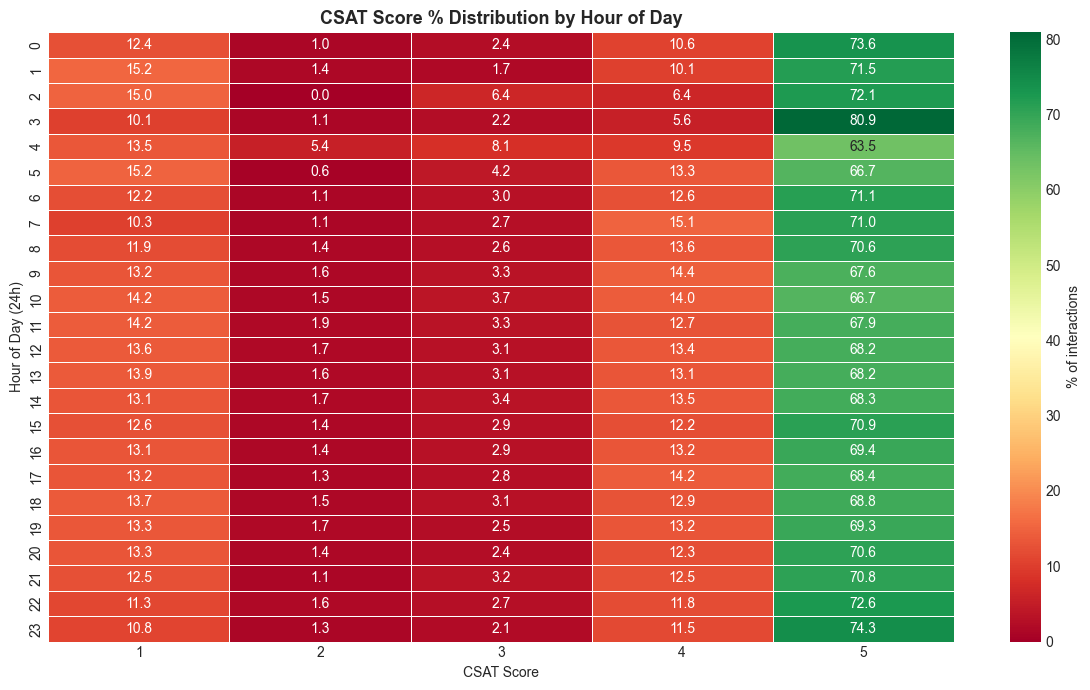 CSAT Score % Distribution by Hour of Day
Hour of Day (24h)
0 12.4 1.0 2.4 10.6 73.6
1 15.2 1.4 1.7 10.1 71.5
2 15.0 0.0 6.4 6.4 72.1
3 10.1 1.1 2.2 5.6 80.9
4 13.5 5.4 8.1 9.5 63.5
5 15.2 0.6 4.2 13.3 66.7
6 12.2 1.1 3.0 12.6 71.1
7 10.3 1.1 2.7 15.1 71.0
8 11.9 1.4 2.6 13.6 70.6
9 13.2 1.6 3.3 14.4 67.6
10 14.2 1.5 3.7 14.0 66.7
11 14.2 1.9 3.3 12.7 67.9
12 13.6 1.7 3.1 13.4 68.2
13 13.9 1.6 3.1 13.1 68.2
14 13.1 1.7 3.4 13.5 68.3
15 12.6 1.4 2.9 12.2 70.9
16 13.1 1.4 2.9 13.2 69.4
17 13.2 1.3 2.8 14.2 68.4
18 13.7 1.5 3.1 12.9 68.8
19 13.3 1.7 2.5 13.2 69.3
20 13.3 1.4 2.4 12.3 70.6
21 12.5 1.1 3.2 12.5 70.8
22 11.3 1.6 2.7 11.8 72.6
23 10.8 1.3 2.1 11.5 74.3
1 2 3 4 5
CSAT Score
80
70
60
50
40
30
20
10
0
% of interactions